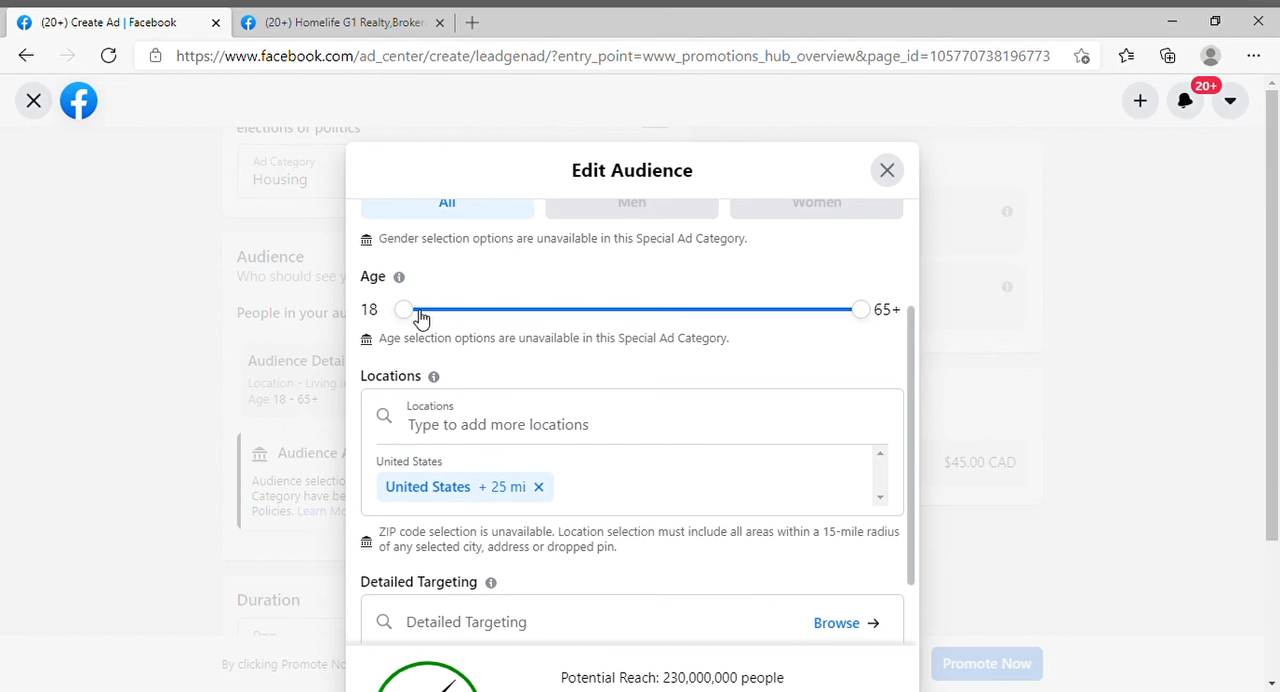 (20+) Create Ad | Facebook
(20+) Homelife G1 Realty,Broker
https://www.facebook.com/ad_center/create/leadgenad/?entry_point=www_promotions_hub_overview&page_id=105770738196773
20+
elections or politics
Ad Category
Housing
Audience
Who should see
People in your au
Audience Detai
Location - Living I
Age 18 - 65+
Audience A
Audience selectio
Category have be
Policies. Learn Mo
Duration
By clicking Promote No
$45.00 CAD
Promote Now
Edit Audience
All
Men
Women
Gender selection options are unavailable in this Special Ad Category.
Age
18
65+
Age selection options are unavailable in this Special Ad Category.
Locations
Locations
Type to add more locations
United States
United States + 25 mi
ZIP code selection is unavailable. Location selection must include all areas within a 15-mile radius
of any selected city, address or dropped pin.
Detailed Targeting
Detailed Targeting
Browse
Potential Reach: 230,000,000 people